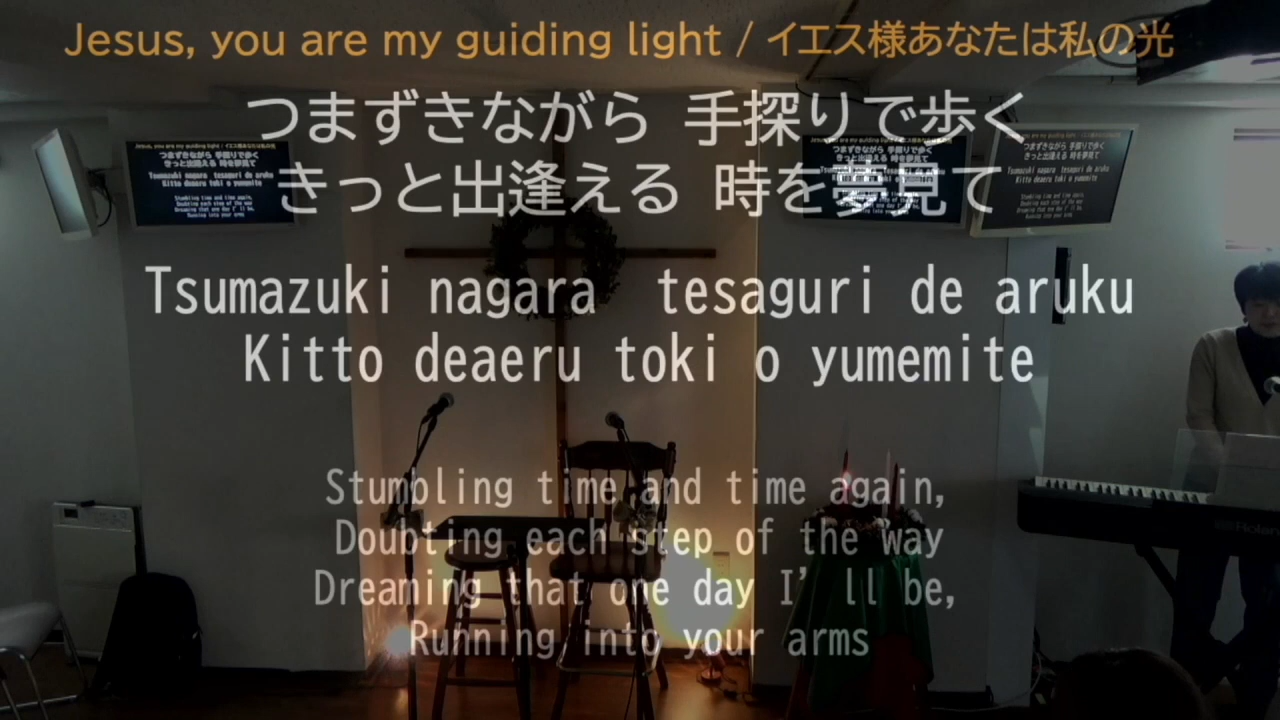 Jesus, you are my guiding light / イエス様あなたは私の光
つまずきながら 手探りで歩く
きっと出逢える 時を夢見て
Tsumazuki nagara tesaguri de aruku
Kitto deaeru toki o yumemite
Stumbling time and time again,
Doubting each step of the way
Dreaming that one day I'll be,
Running into your arms
Roland